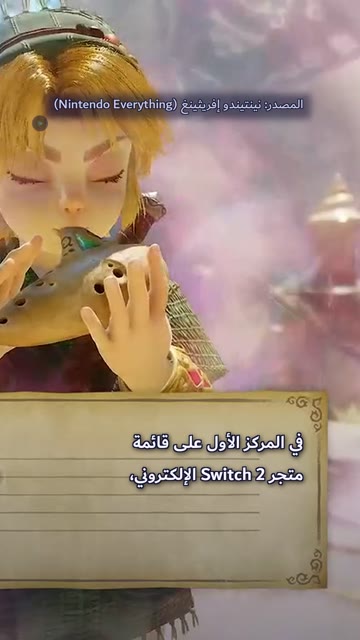 المصدر: نينتيندو إفريثينغ (Nintendo Everything)
في المركز الأول على قائمة
متجر Switch 2 الإلكتروني،